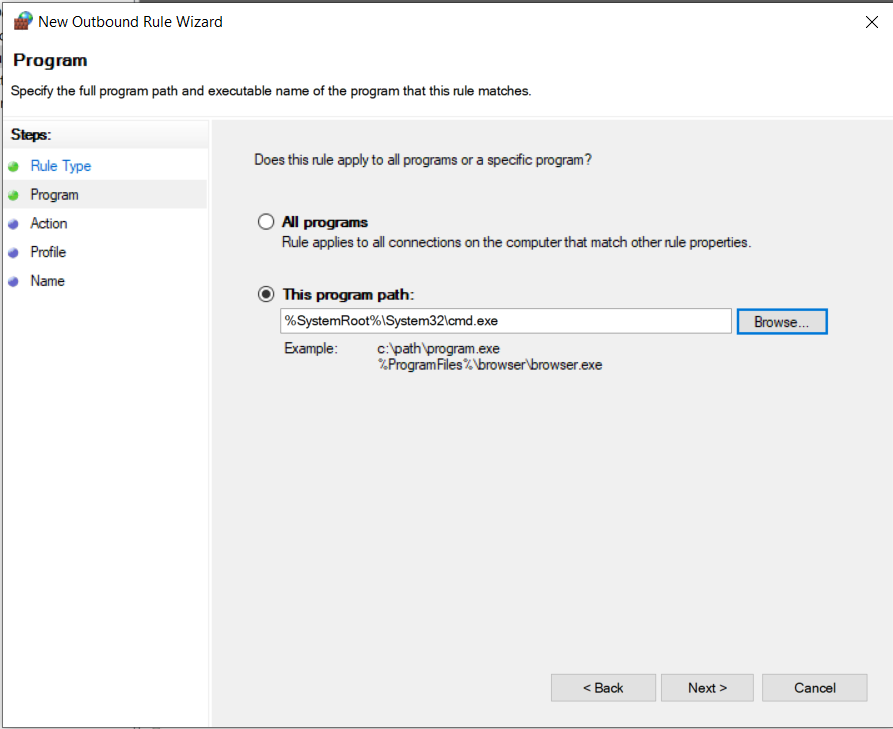 New Outbound Rule Wizard
Program
Specify the full program path and executable name of the program that this rule matches.
Steps:
Rule Type
Program
Action
Profile
Name
Does this rule apply to all programs or a specific program?
All programs
Rule applies to all connections on the computer that match other rule properties.
This program path:
%SystemRoot%\System32\cmd.exe
Browse...
Example: c:\path\program.exe
%ProgramFiles%\browser\browser.exe
< Back Next > Cancel